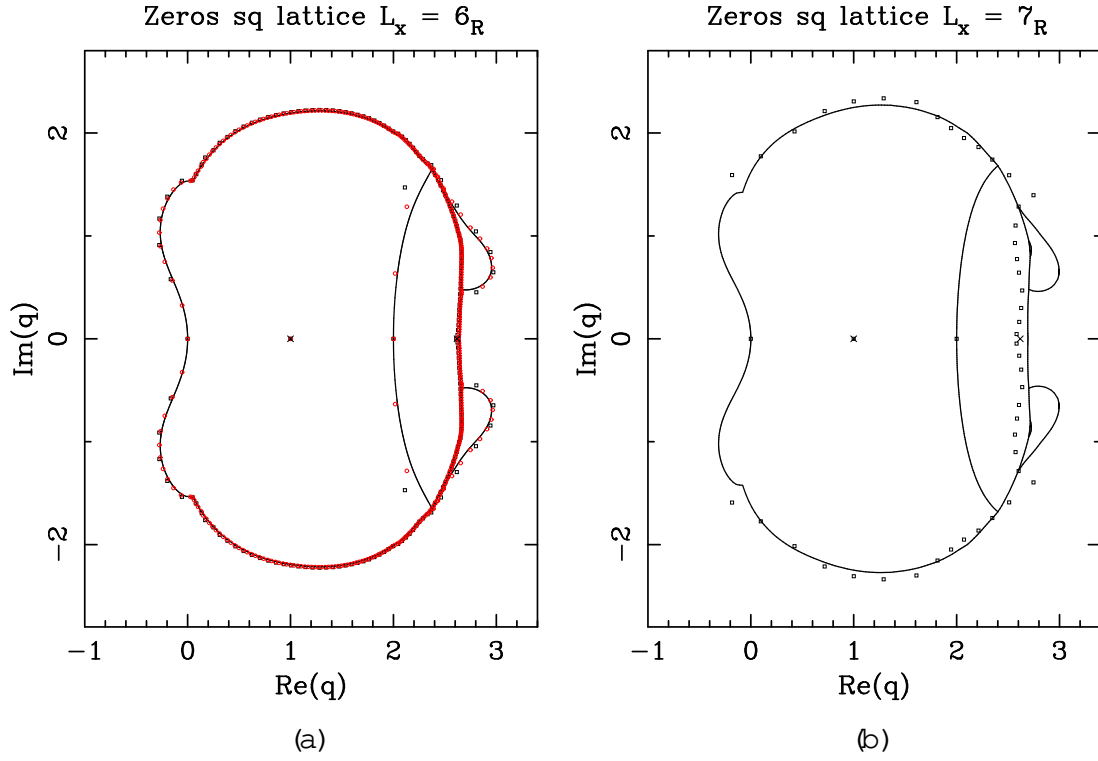 Zeros sq lattice L_x = 6_R
Im(q)
2
0
−2
−1 0 1 2 3
Re(q)
(a)
Zeros sq lattice L_x = 7_R
Im(q)
2
0
−2
−1 0 1 2 3
Re(q)
(b)